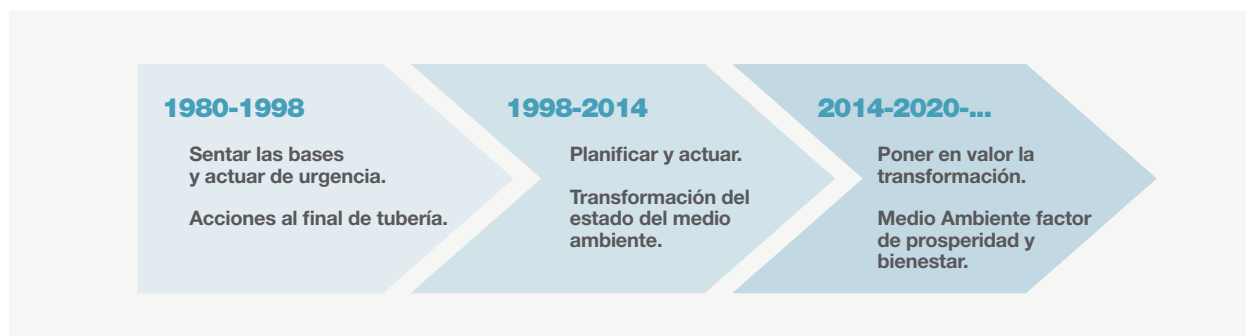 1980-1998
Sentar las bases
y actuar de urgencia.
Acciones al final de tubería.
1998-2014
Planificar y actuar.
Transformación del
estado del medio
ambiente.
2014-2020-...
Poner en valor la
transformación.
Medio Ambiente factor
de prosperidad y
bienestar.